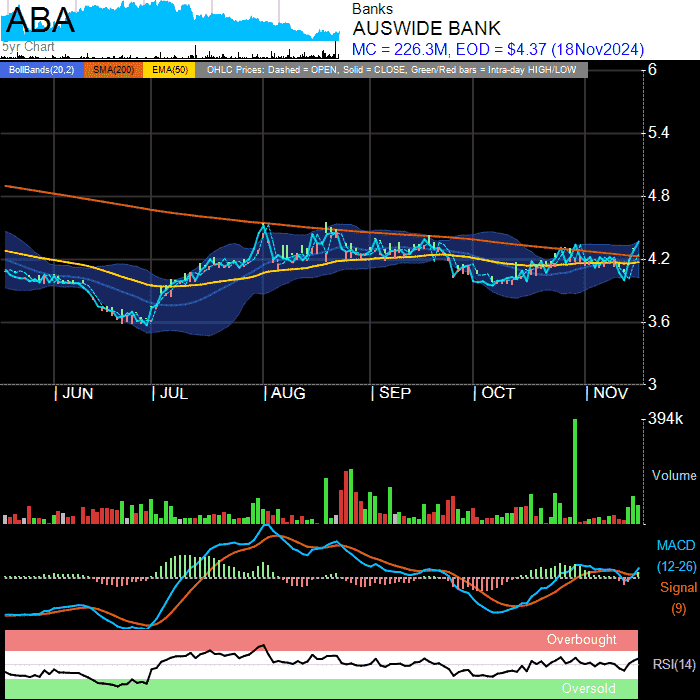 ABA
5yr Chart
Banks
AUSWIDE BANK
MC = 226.3M, EOD = $4.37 (18Nov2024)
BollBands(20,2) SMA(200) EMA(50) OHLC Prices: Dashed = OPEN, Solid = CLOSE, Green/Red bars = Intra-day HIGH/LOW
6
5.4
4.8
4.2
3.6
3
JUN JUL AUG SEP OCT NOV
394k
Volume
MACD
(12-26)
Signal
(9)
Overbought
RSI(14)
Oversold